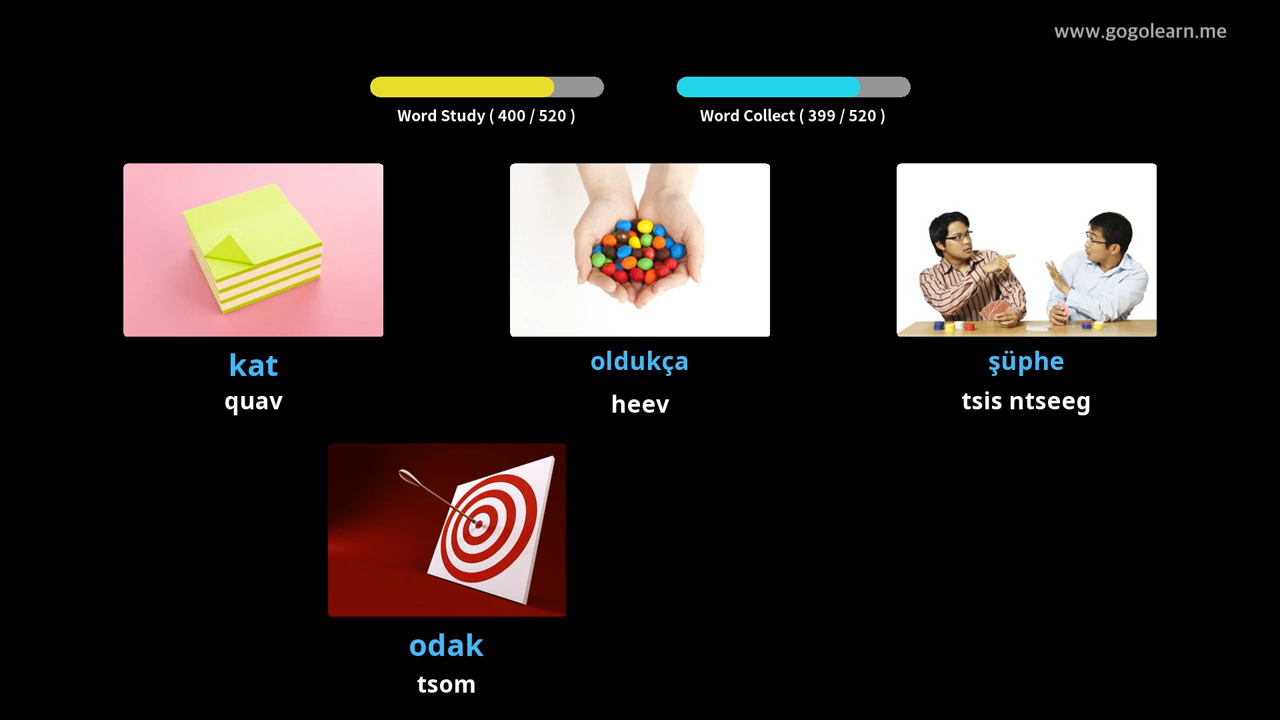 www.gogolearn.me
Word Study ( 400 / 520 )
Word Collect ( 399 / 520 )
kat
quav
oldukça
heev
şüphe
tsis ntseeg
odak
tsom